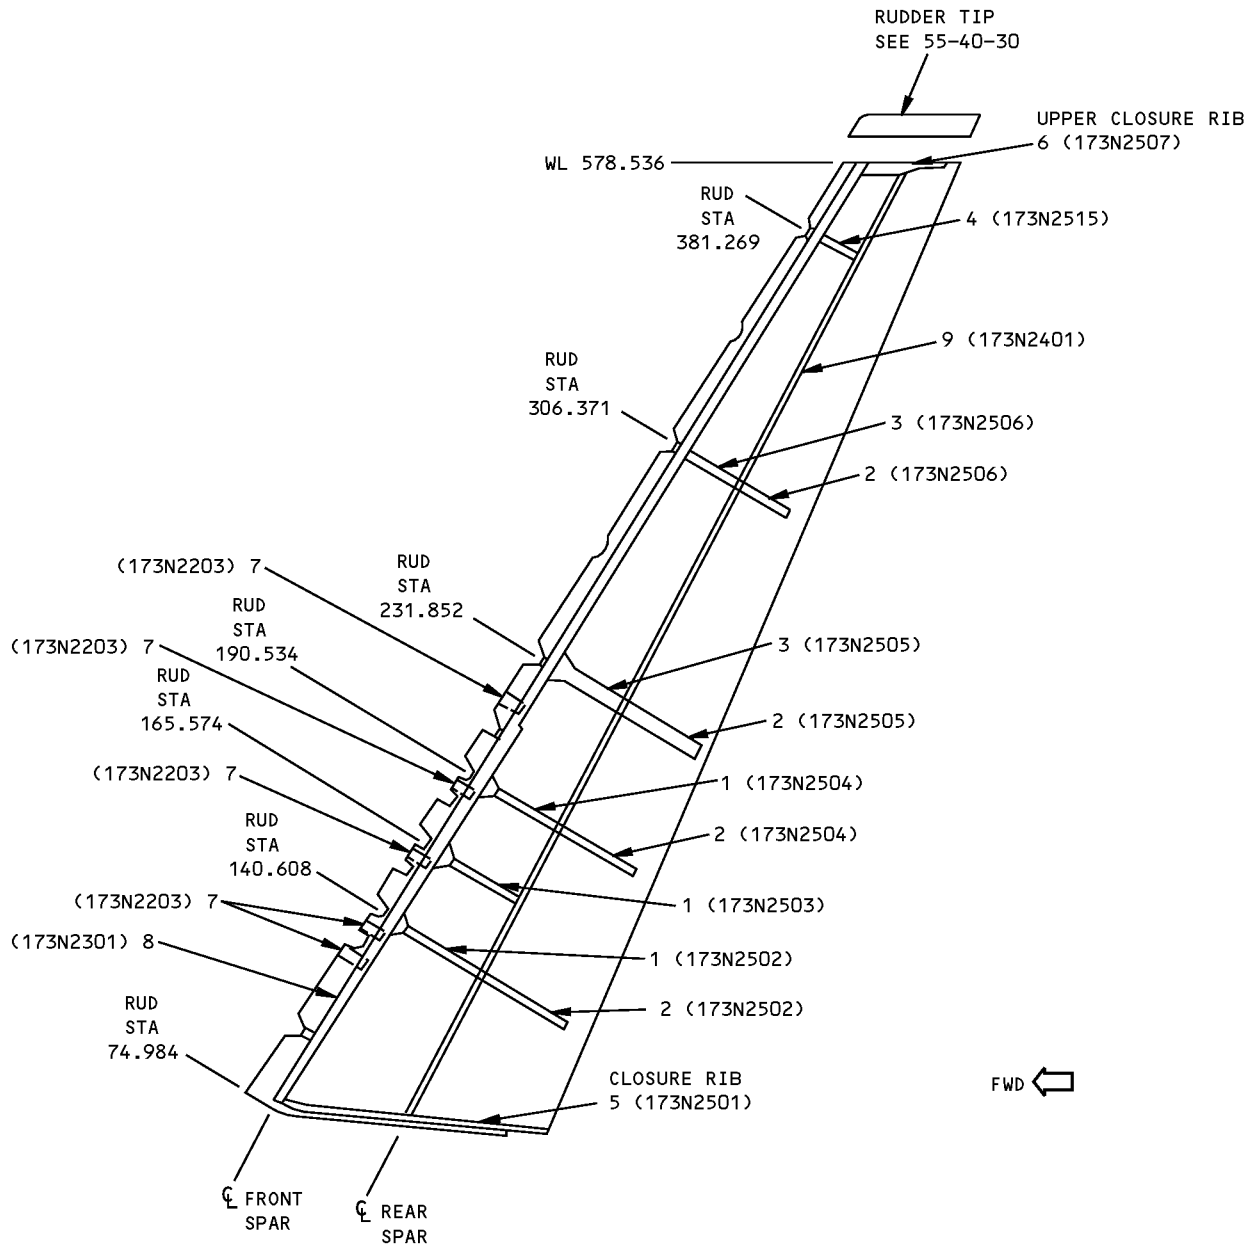 RUDDER TIP
SEE 55-40-30
UPPER CLOSURE RIB
6 (173N2507)
WL 578.536
RUD
STA
381.269
4 (173N2515)
9 (173N2401)
RUD
STA
306.371
3 (173N2506)
2 (173N2506)
(173N2203) 7
RUD
STA
231.852
RUD
STA
190.534
(173N2203) 7
3 (173N2505)
RUD
STA
165.574
2 (173N2505)
(173N2203) 7
1 (173N2504)
RUD
STA
140.608
2 (173N2504)
(173N2203) 7
1 (173N2503)
(173N2301) 8
1 (173N2502)
RUD
STA
74.984
2 (173N2502)
CLOSURE RIB
5 (173N2501)
FWD
℄ FRONT
SPAR
℄ REAR
SPAR